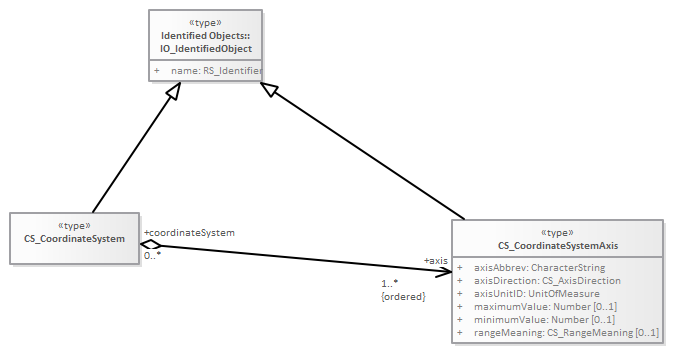 «type»
Identified Objects::
IO_IdentifiedObject
+ name: RS_Identifier
«type»
CS_CoordinateSystem
+coordinateSystem
0..*
+axis
1..*
{ordered}
«type»
CS_CoordinateSystemAxis
+ axisAbbrev: CharacterString
+ axisDirection: CS_AxisDirection
+ axisUnitID: UnitOfMeasure
+ maximumValue: Number [0..1]
+ minimumValue: Number [0..1]
+ rangeMeaning: CS_RangeMeaning [0..1]